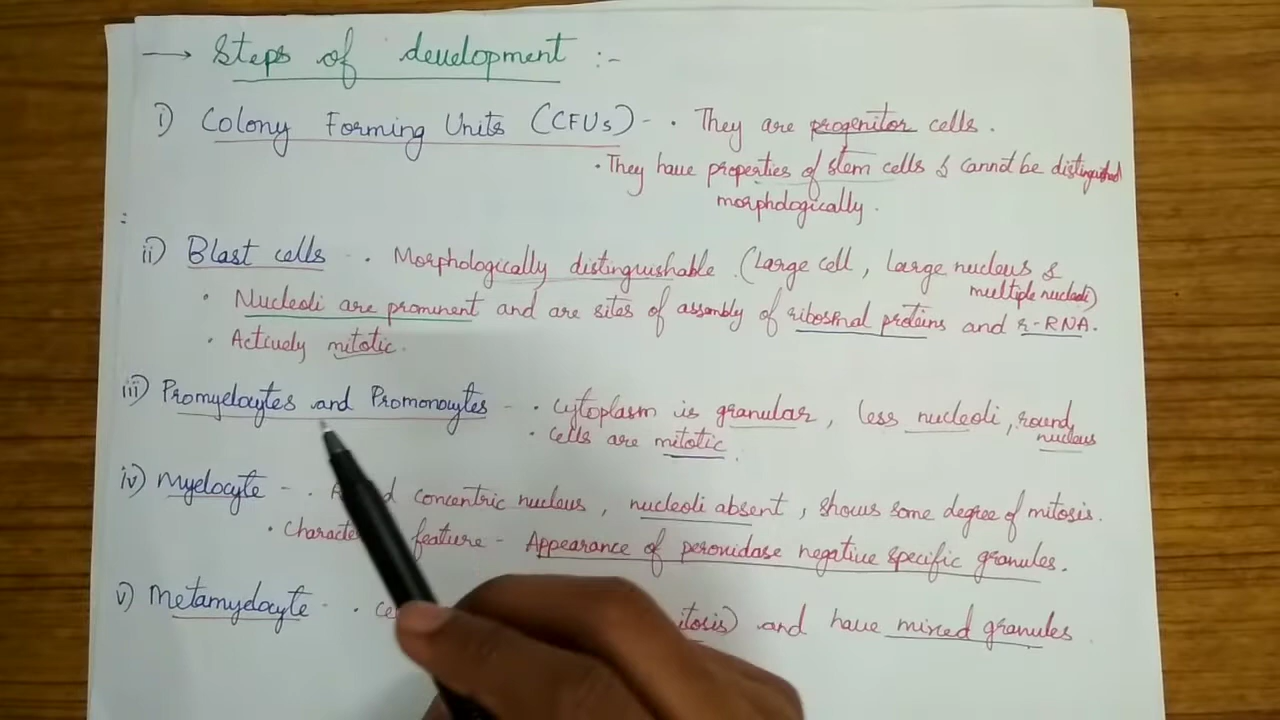 → Steps of development :-
i) Colony Forming Units (CFUs) - • They are progenitor cells.
• They have properties of stem cells & cannot be distinguished
morphologically.
:
ii) Blast cells - • Morphologically distinguishable (Large cell, large nucleus &
multiple nucleoli)
• Nucleoli are prominent and are sites of assembly of ribosmal proteins and r-RNA.
• Actively mitotic.
iii) Promyelocytes and Promonocytes - • Cytoplasm is granular, less nucleoli, round
nucleus
• Cells are mitotic.
iv) Myelocyte - • concentric nucleus, nucleoli absent, shows some degree of mitosis.
• feature - Appearance of peroxidase negative specific granules.
v) Metamyelocyte - • and have mixed granules